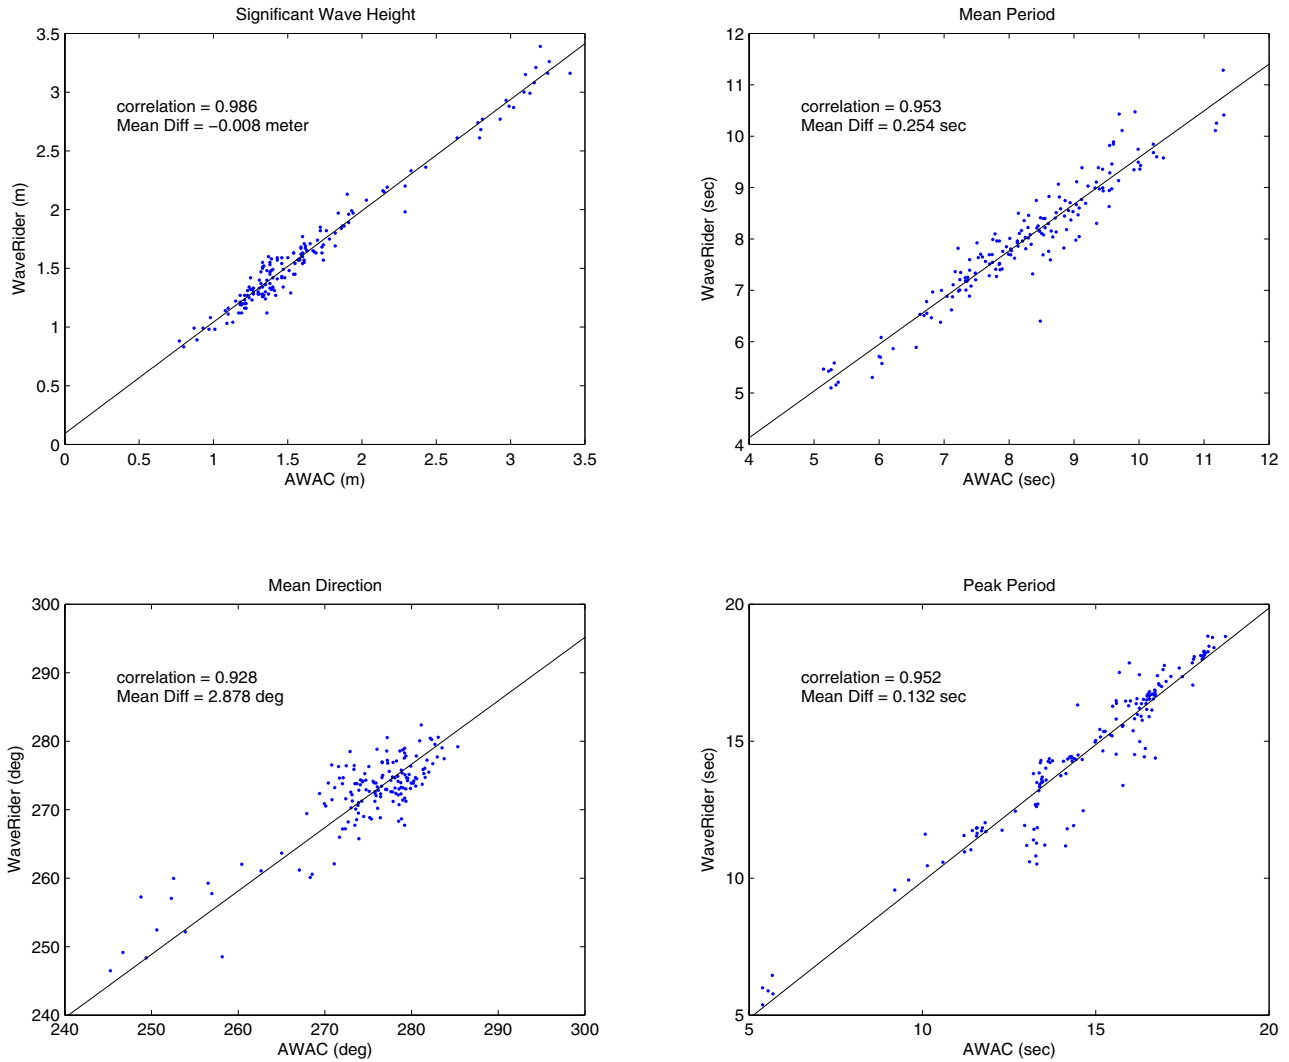 Significant Wave Height
3.5
3
2.5
2
1.5
1
0.5
0
WaveRider (m)
correlation = 0.986
Mean Diff = −0.008 meter
0 0.5 1 1.5 2 2.5 3 3.5
AWAC (m)
Mean Period
12
11
10
9
8
7
6
5
4
WaveRider (sec)
correlation = 0.953
Mean Diff = 0.254 sec
4 5 6 7 8 9 10 11 12
AWAC (sec)
Mean Direction
300
290
280
270
260
250
240
WaveRider (deg)
correlation = 0.928
Mean Diff = 2.878 deg
240 250 260 270 280 290 300
AWAC (deg)
Peak Period
20
15
10
5
WaveRider (sec)
correlation = 0.952
Mean Diff = 0.132 sec
5 10 15 20
AWAC (sec)